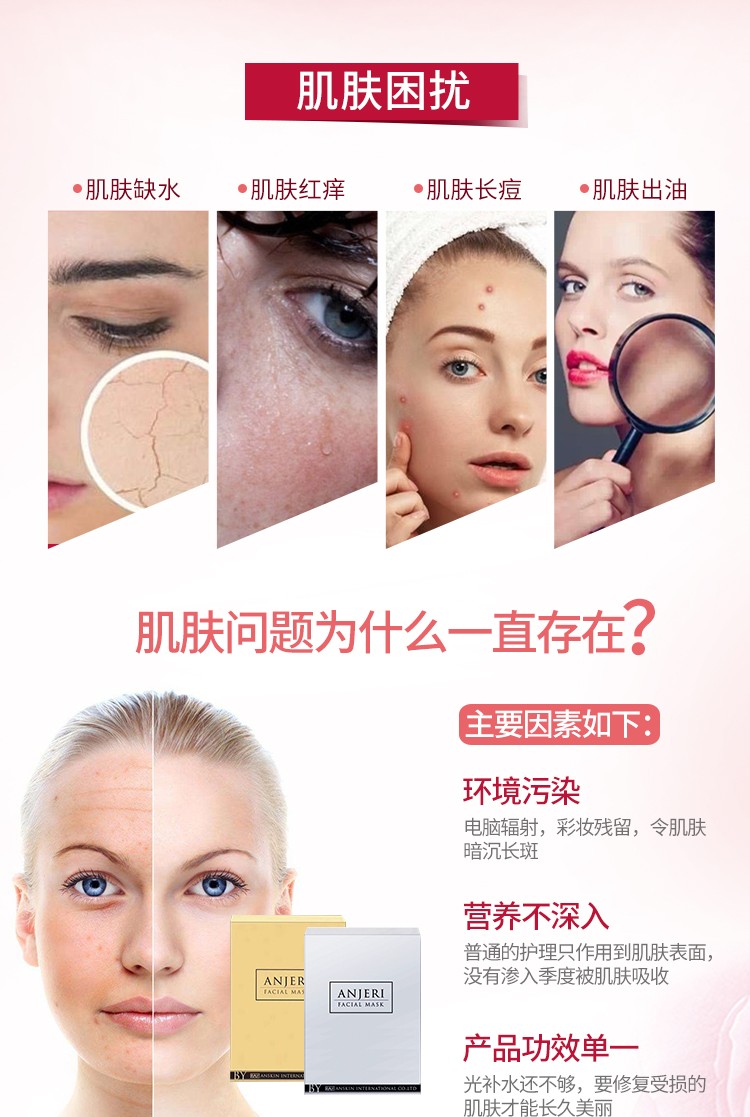 肌肤困扰
•肌肤缺水 •肌肤红痒 •肌肤长痘 •肌肤出油
肌肤问题为什么一直存在?
主要因素如下:
环境污染
电脑辐射，彩妆残留，令肌肤
暗沉长斑
营养不深入
普通的护理只作用到肌肤表面，
没有渗入季度被肌肤吸收
产品功效单一
光补水还不够，要修复受损的
肌肤才能长久美丽
ANJERI
FACIAL MASK
ANJERI
FACIAL MASK
BY
BY ANSKIN INTERNATIONAL CO.LTD